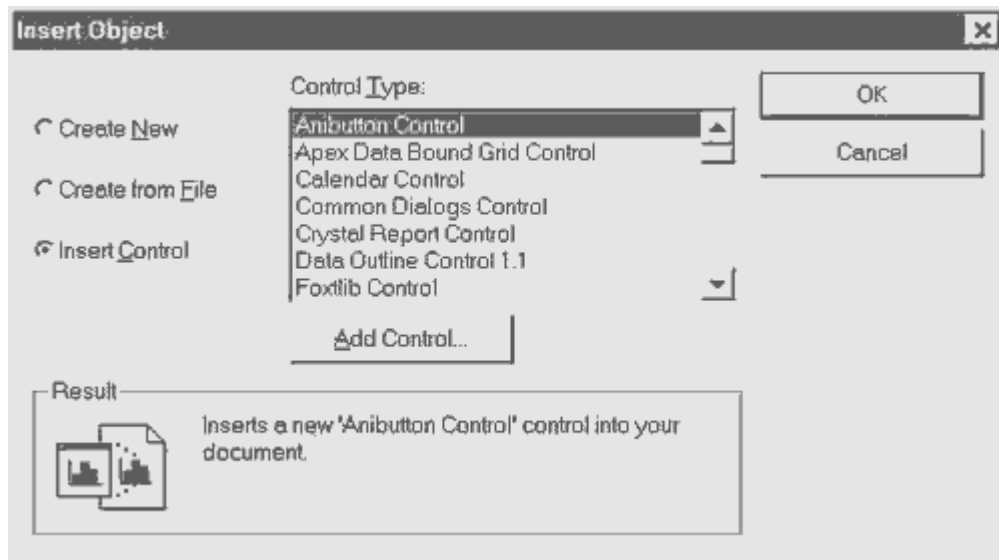 Insert Object
Control Type:
OK
Cancel
Create New
Create from File
Insert Control
Anibutton Control
Apex Data Bound Grid Control
Calendar Control
Common Dialogs Control
Crystal Report Control
Data Outline Control 1.1
Foxtlib Control
Add Control...
Result
Inserts a new 'Anibutton Control' control into your
document.